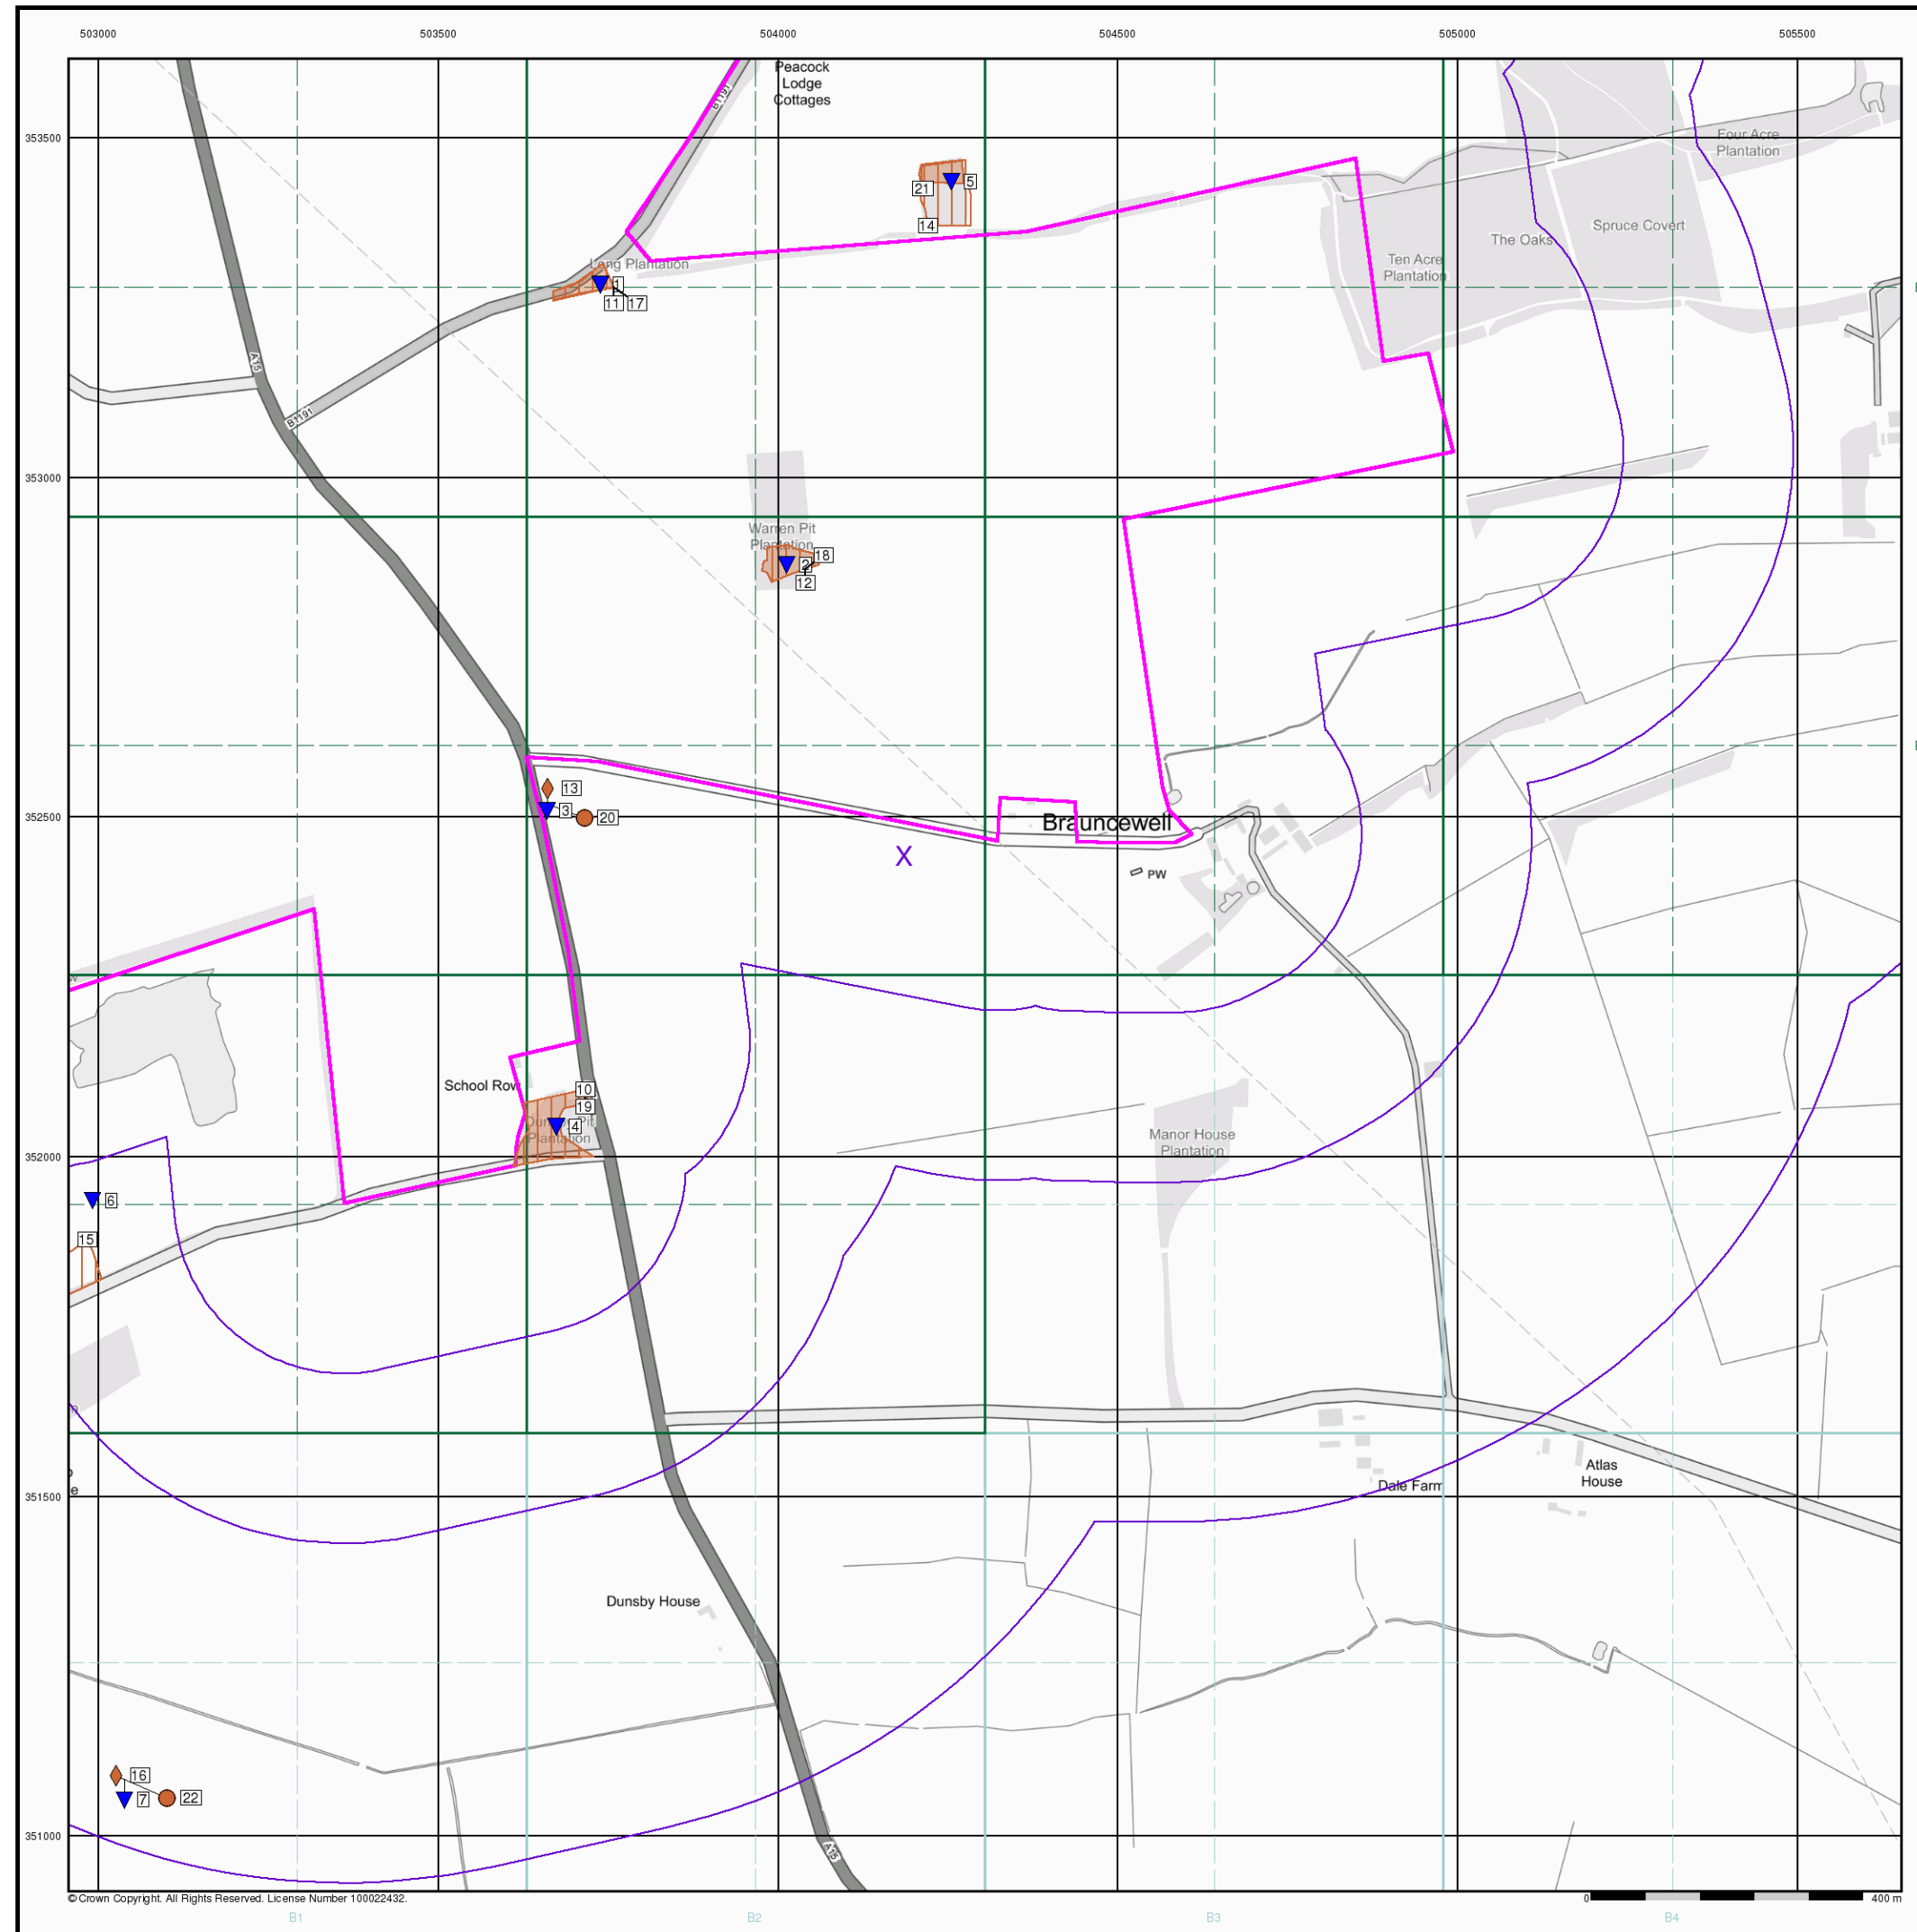 503000 503500 504000 504500 505000 505500
Peacock
Lodge
Cottages
B1191
353500
Four Acre
Plantation
5
21
14
Spruce Covert
The Oaks
Ten Acre
Plantation
Long Plantation
1
11 17
A15
B1191
353000
Warren Pit
Plantation
18
2
12
13
3
20
352500
Brauncewell
X
PW
School Row
10
19
4
Plantation
Manor House
Plantation
352000
6
15
351500
Dale Farm
Atlas
House
e
Dunsby House
16
7 22
351000
A15
© Crown Copyright. All Rights Reserved. License Number 100022432.
0 400 m
B1 B2 B3 B4